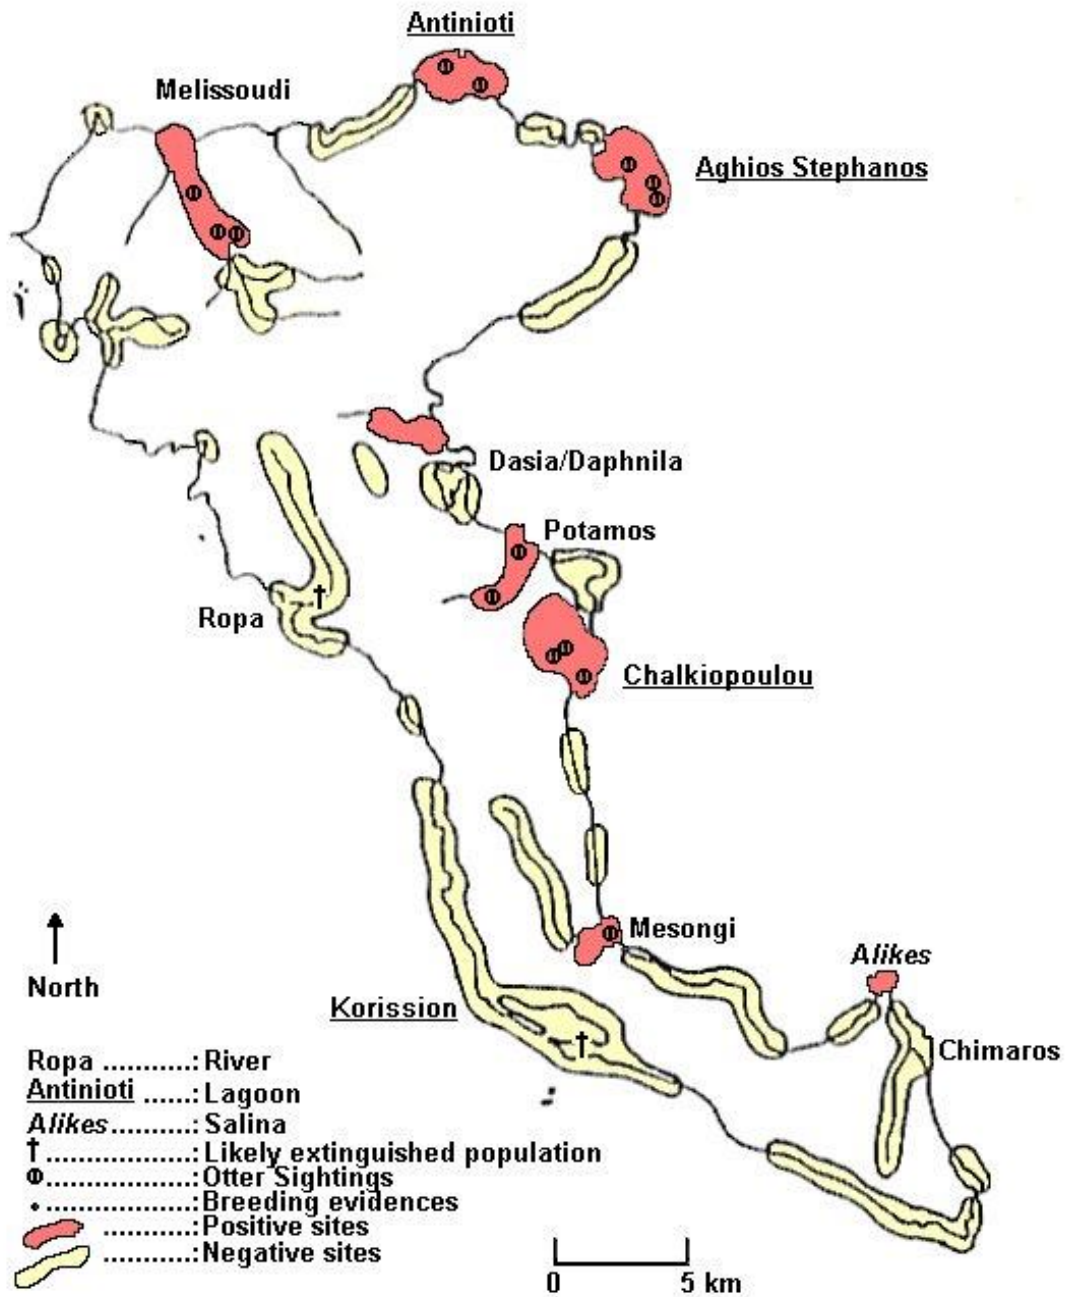 Antinioti
Melissoudi
Aghios Stephanos
Dasia/Daphnila
Potamos
Ropa
Chalkiopoulou
Mesongi
Alikes
North
Korission
Chimaros
Ropa ...........: River
Antinioti ......: Lagoon
Alikes..........: Salina
† ..................: Likely extinguished population
..................: Otter Sightings
. ..................: Breeding evidences
...........: Positive sites
...........: Negative sites
0 5 km